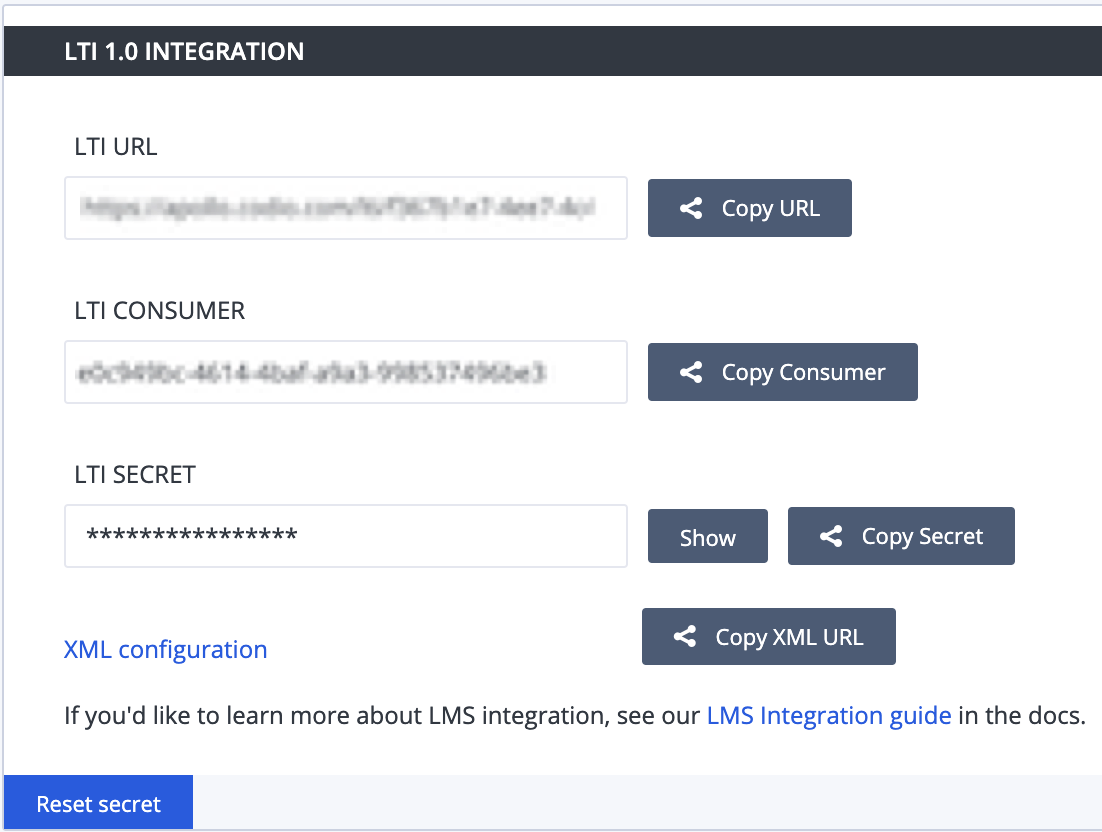 LTI 1.0 INTEGRATION
LTI URL
Copy URL
LTI CONSUMER
Copy Consumer
LTI SECRET
****************
Show
Copy Secret
XML configuration
Copy XML URL
If you'd like to learn more about LMS integration, see our LMS Integration guide in the docs.
Reset secret